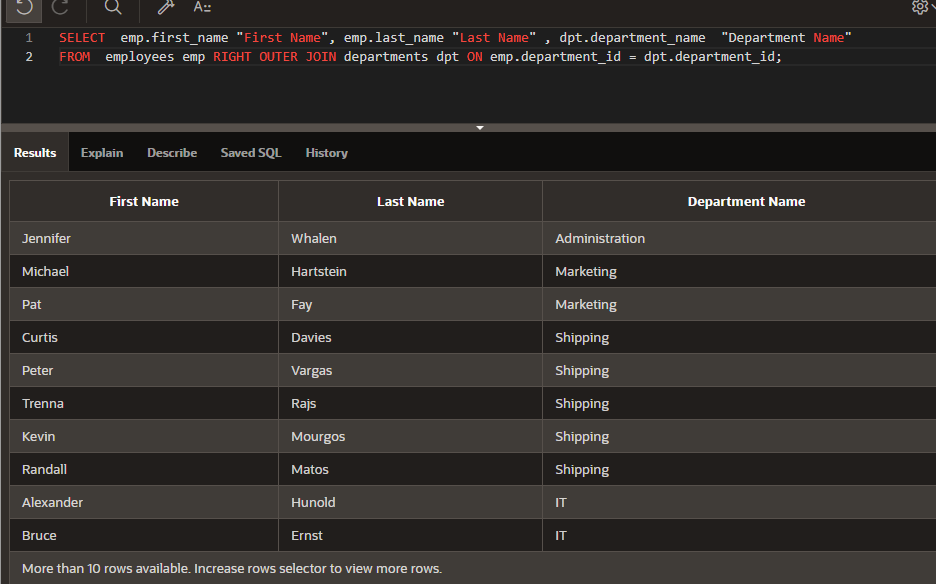 A::
1 SELECT  emp.first_name "First Name", emp.last_name "Last Name" , dpt.department_name  "Department Name"
2 FROM  employees emp RIGHT OUTER JOIN departments dpt ON emp.department_id = dpt.department_id;
Results Explain Describe Saved SQL History
First Name Last Name Department Name
Jennifer Whalen Administration
Michael Hartstein Marketing
Pat Fay Marketing
Curtis Davies Shipping
Peter Vargas Shipping
Trenna Rajs Shipping
Kevin Mourgos Shipping
Randall Matos Shipping
Alexander Hunold IT
Bruce Ernst IT
More than 10 rows available. Increase rows selector to view more rows.